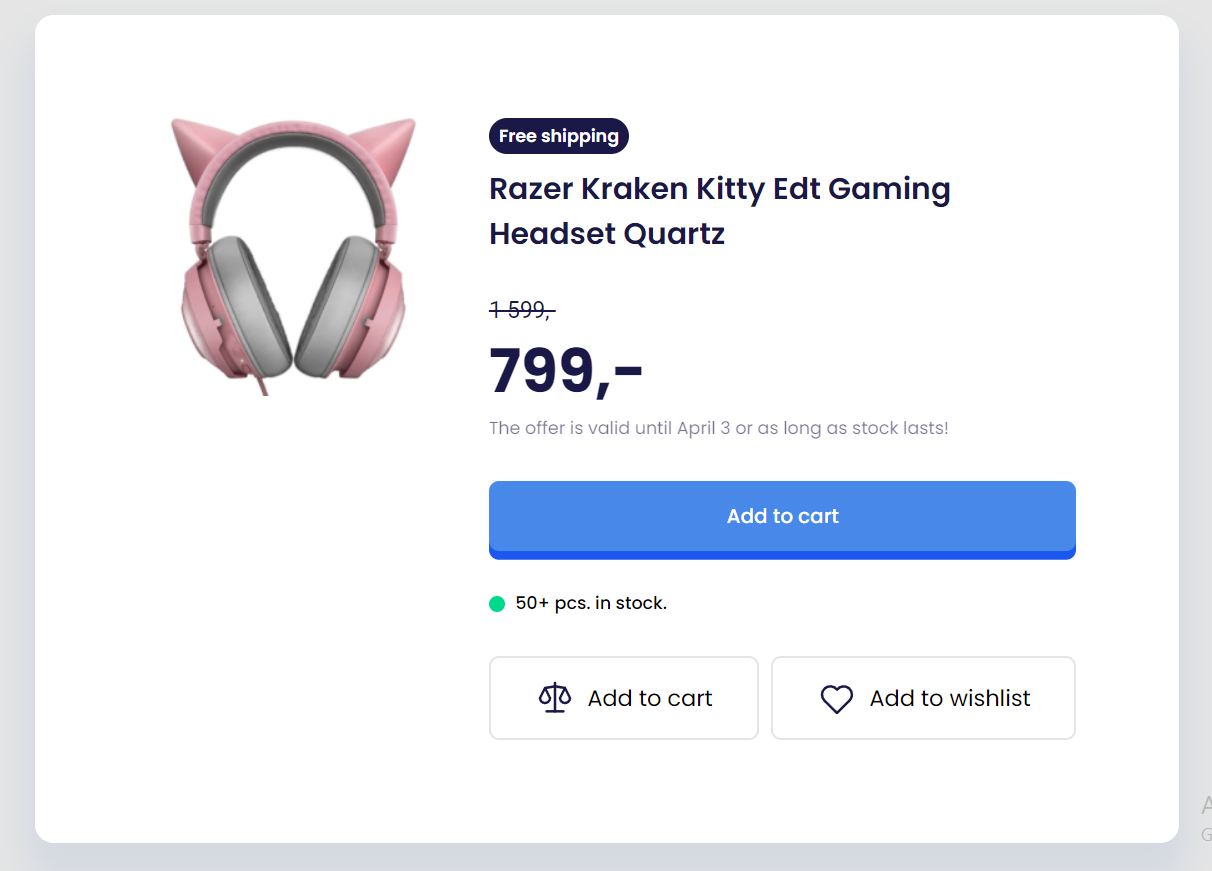 Free shipping
Razer Kraken Kitty Edt Gaming
Headset Quartz
1 599,-
799,-
The offer is valid until April 3 or as long as stock lasts!
Add to cart
50+ pcs. in stock.
Add to cart
Add to wishlist